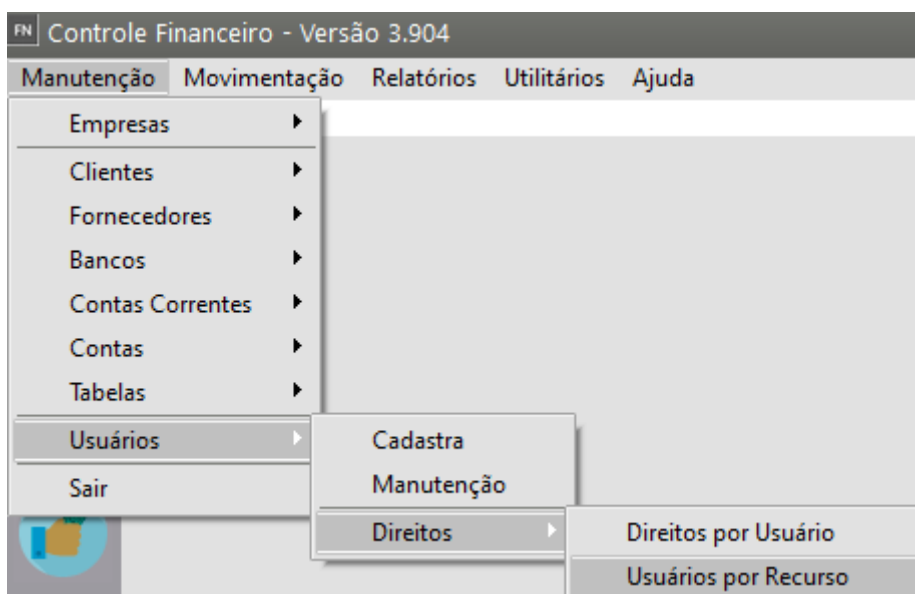 FN Controle Financeiro - Versão 3.904
Manutenção Movimentação Relatórios Utilitários Ajuda
Empresas
Clientes
Fornecedores
Bancos
Contas Correntes
Contas
Tabelas
Usuários
Sair
Cadastra
Manutenção
Direitos
Direitos por Usuário
Usuários por Recurso